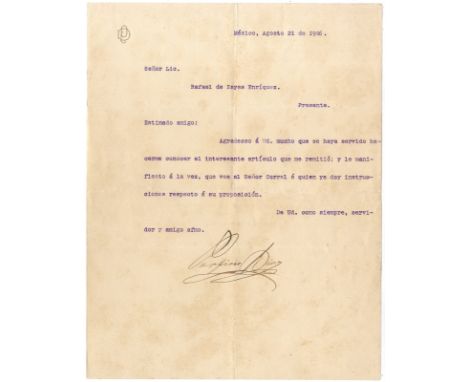 México, Agosto 21 de 1906.
Señor Lic.
Rafael de Zayas Enríquez.
Presente.
Estimado amigo:
Agradezco á Ud. mucho que se haya servido ha-
cerme conocer el interesante artículo que me remitió; y le mani-
fiesto á la vez, que vea al Señor Corral á quien ya doy instruc-
ciones respecto á su proposición.
De Ud. como siempre, servi-
dor y amigo afmo.
Porfirio Díaz